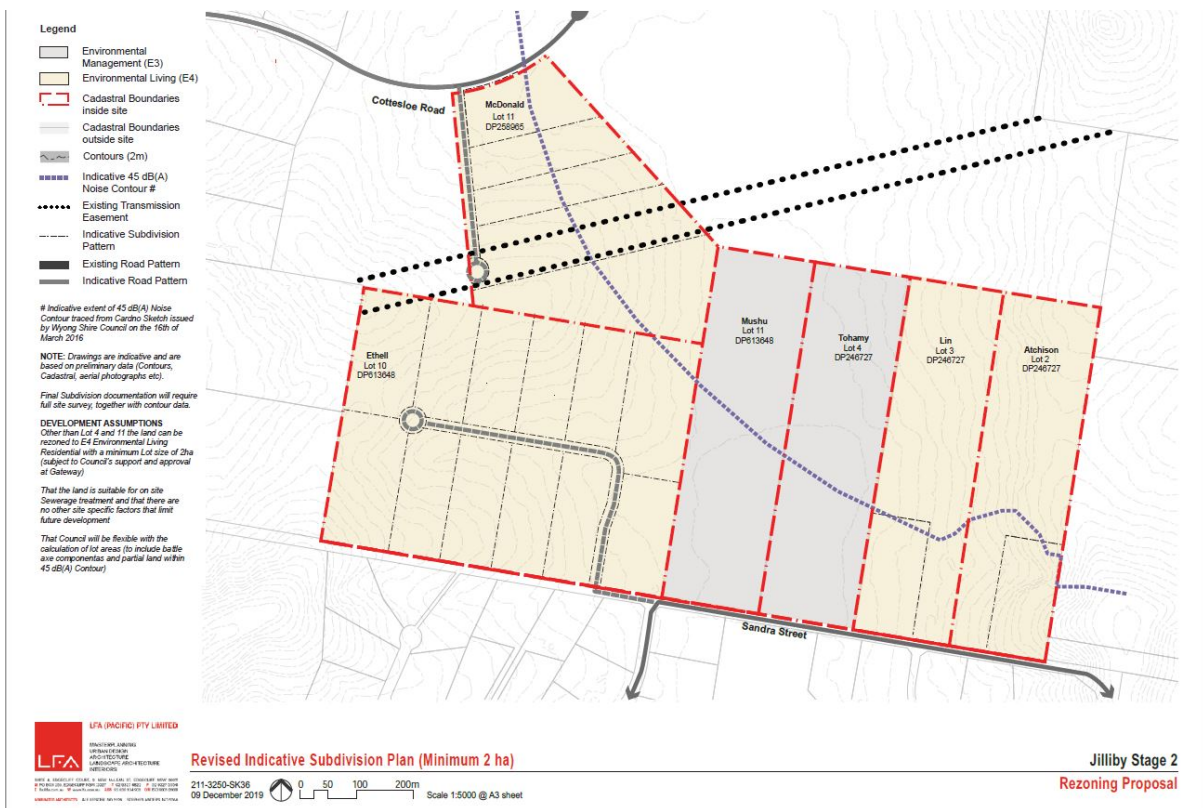 Legend
Environmental
Management (E3)
Environmental Living (E4)
Cadastral Boundaries
inside site
Cadastral Boundaries
outside site
Contours (2m)
Indicative 45 dB(A)
Noise Contour #
Existing Transmission
Easement
Indicative Subdivision
Pattern
Existing Road Pattern
Indicative Road Pattern
# Indicative extent of 45 dB(A) Noise
Contour traced from Cardno Sketch issued
by Wyong Shire Council on the 16th of
March 2016
NOTE: Drawings are indicative and are
based on preliminary data (Contours,
Cadastral, aerial photographs etc).
Final Subdivision documentation will require
full site survey, together with contour data.
DEVELOPMENT ASSUMPTIONS
Other than Lot 4 and 11 the land can be
rezoned to E4 Environmental Living
Residential with a minimum Lot size of 2ha
(subject to Council's support and approval
at Gateway)
That the land is suitable for on site
Sewerage treatment and that there are
no other site specific factors that limit
future development
That Council will be flexible with the
calculation of lot areas (to include battle
axe componentas and partial land within
45 dB(A) Contour)
Cottesloe Road
McDonald
Lot 11
DP258965
Ethell
Lot 10
DP613648
Mushu
Lot 11
DP613648
Tohamy
Lot 4
DP246727
Lin
Lot 3
DP246727
Atchison
Lot 2
DP246727
Sandra Street
LFA
LFA (PACIFIC) PTY LIMITED
MASTERPLANNING
URBAN DESIGN
ARCHITECTURE
LANDSCAPE ARCHITECTURE
INTERIORS
Revised Indicative Subdivision Plan (Minimum 2 ha)
211-3250-SK36
09 December 2019
0 50 100 200m
Scale 1:5000 @ A3 sheet
Jilliby Stage 2
Rezoning Proposal